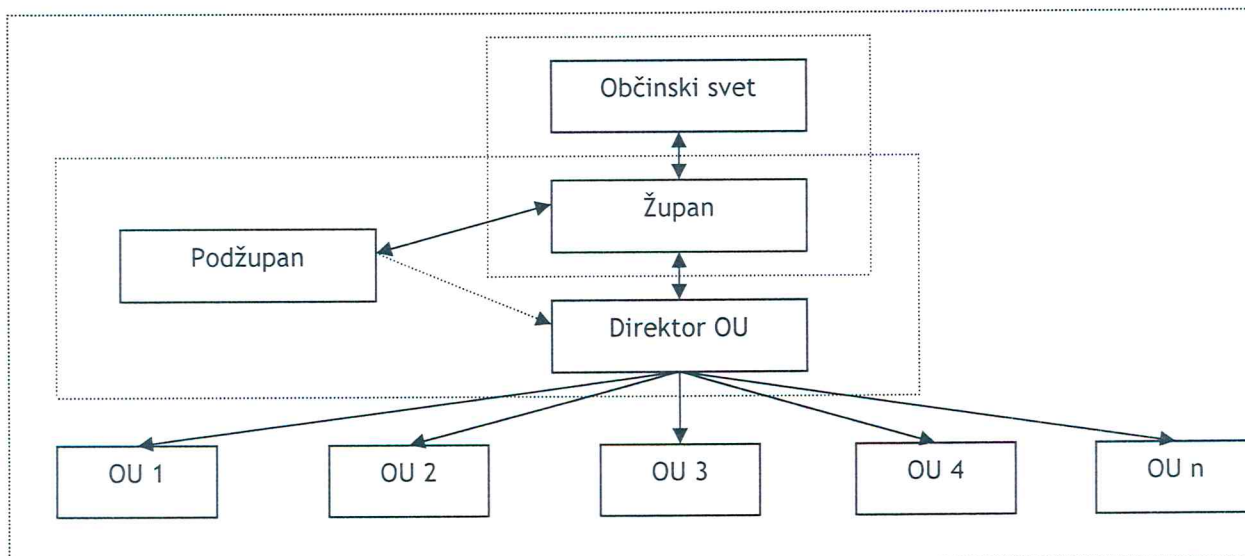 Občinski svet
Župan
Podžupan
Direktor OU
OU 1
OU 2
OU 3
OU 4
OU n